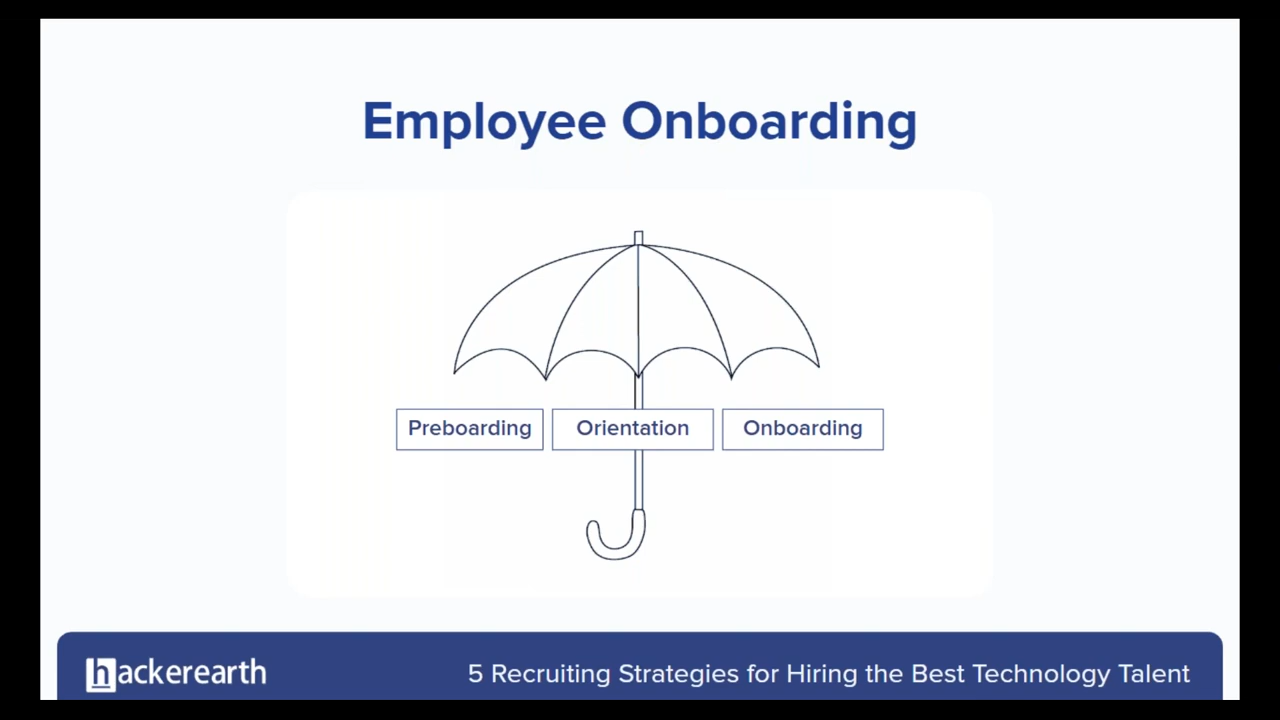 Employee Onboarding
Preboarding Orientation Onboarding
hackerearth
5 Recruiting Strategies for Hiring the Best Technology Talent